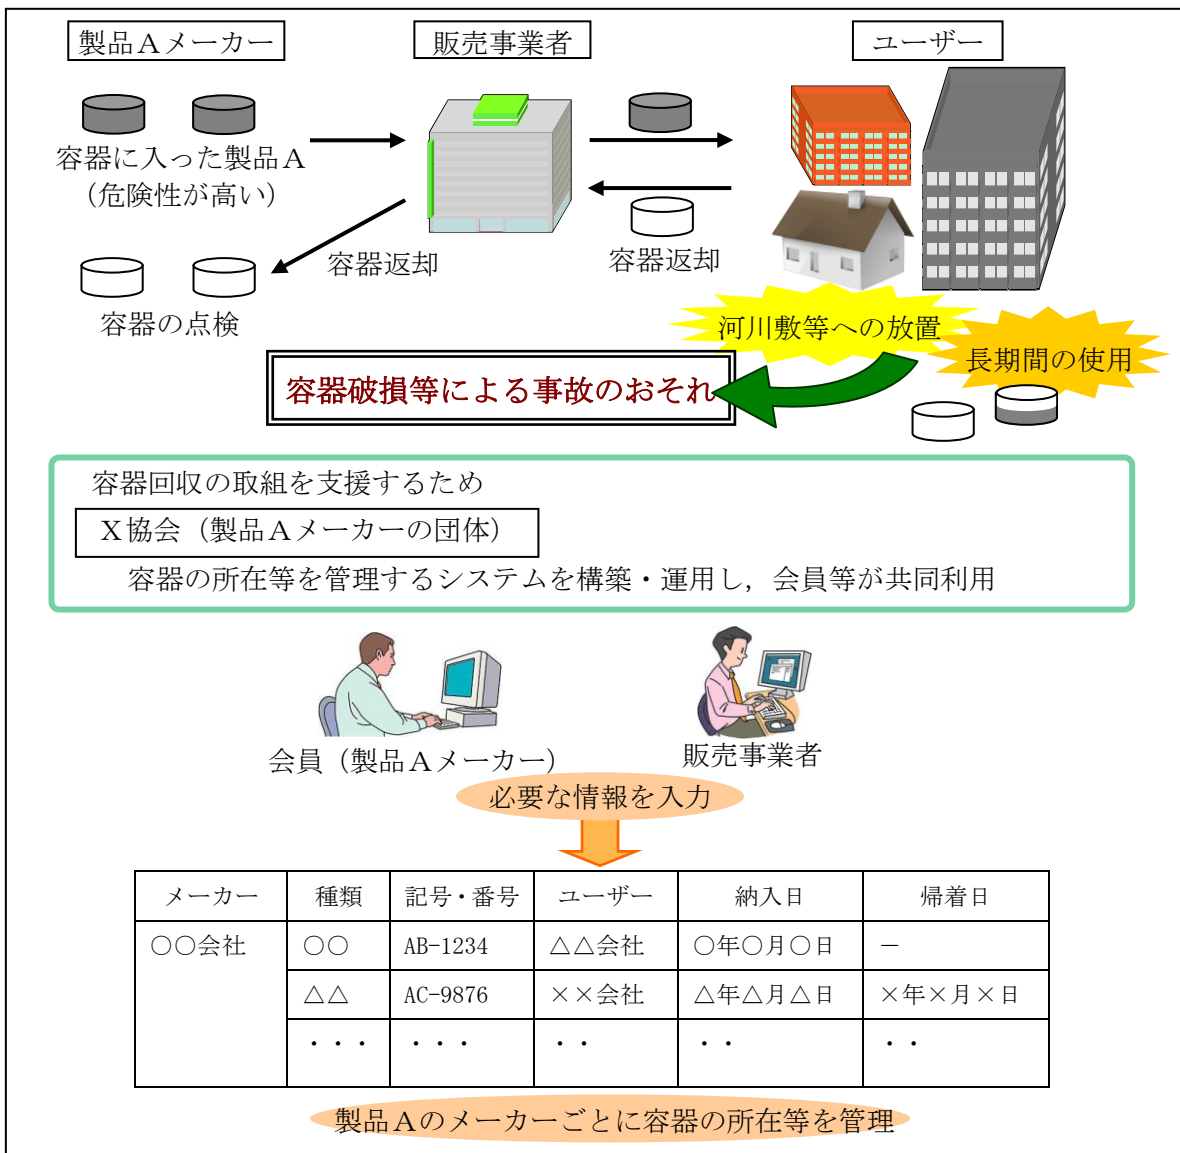 製品Ａメーカー
販売事業者
ユーザー
容器に入った製品Ａ
（危険性が高い）
容器返却
容器返却
容器の点検
河川敷等への放置
長期間の使用
容器破損等による事故のおそれ
容器回収の取組を支援するため
Ｘ協会（製品Ａメーカーの団体）
容器の所在等を管理するシステムを構築・運用し，会員等が共同利用
会員（製品Ａメーカー）
販売事業者
必要な情報を入力
メーカー 種類 記号・番号 ユーザー 納入日 帰着日
○○会社 ○○ AB-1234 △△会社 ○年○月○日 －
△△ AC-9876 ××会社 △年△月△日 ×年×月×日
・・・ ・・・ ・・ ・・ ・・
製品Ａのメーカーごとに容器の所在等を管理